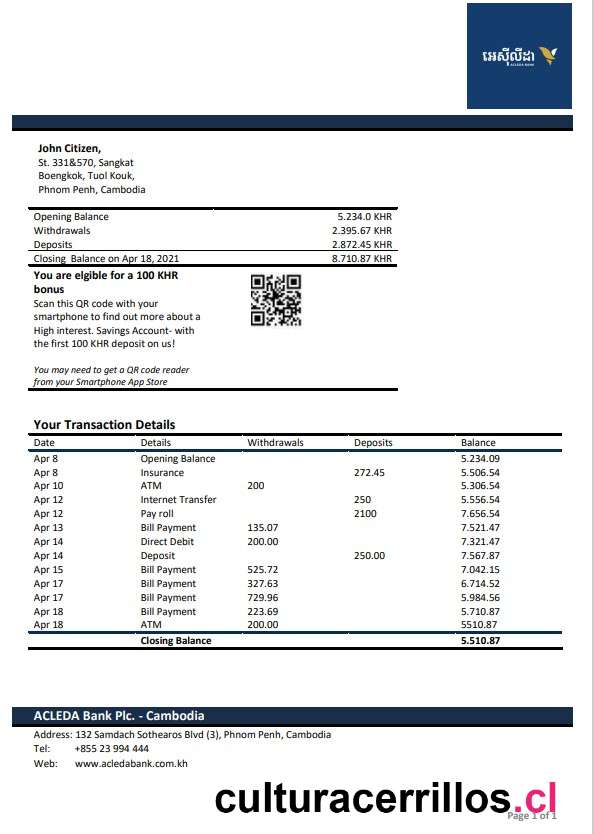 អេស៊ីលីដា
ACLEDA BANK
John Citizen,
St. 331&570, Sangkat
Boengkok, Tuol Kouk,
Phnom Penh, Cambodia
Opening Balance 5.234.0 KHR
Withdrawals 2.395.67 KHR
Deposits 2.872.45 KHR
Closing Balance on Apr 18, 2021 8.710.87 KHR
You are elgible for a 100 KHR
bonus
Scan this QR code with your
smartphone to find out more about a
High interest. Savings Account- with
the first 100 KHR deposit on us!
You may need to get a QR code reader
from your Smartphone App Store
Your Transaction Details
Date Details Withdrawals Deposits Balance
Apr 8 Opening Balance 5.234.09
Apr 8 Insurance 272.45 5.506.54
Apr 10 ATM 200 5.306.54
Apr 12 Internet Transfer 250 5.556.54
Apr 12 Pay roll 2100 7.656.54
Apr 13 Bill Payment 135.07 7.521.47
Apr 14 Direct Debit 200.00 7.321.47
Apr 14 Deposit 250.00 7.567.87
Apr 15 Bill Payment 525.72 7.042.15
Apr 17 Bill Payment 327.63 6.714.52
Apr 17 Bill Payment 729.96 5.984.56
Apr 18 Bill Payment 223.69 5.710.87
Apr 18 ATM 200.00 5510.87
Closing Balance 5.510.87
ACLEDA Bank Plc. - Cambodia
Address: 132 Samdach Sothearos Blvd (3), Phnom Penh, Cambodia
Tel: +855 23 994 444
Web: www.acledabank.com.kh
culturacerrillos.cl
Page 1 of 1